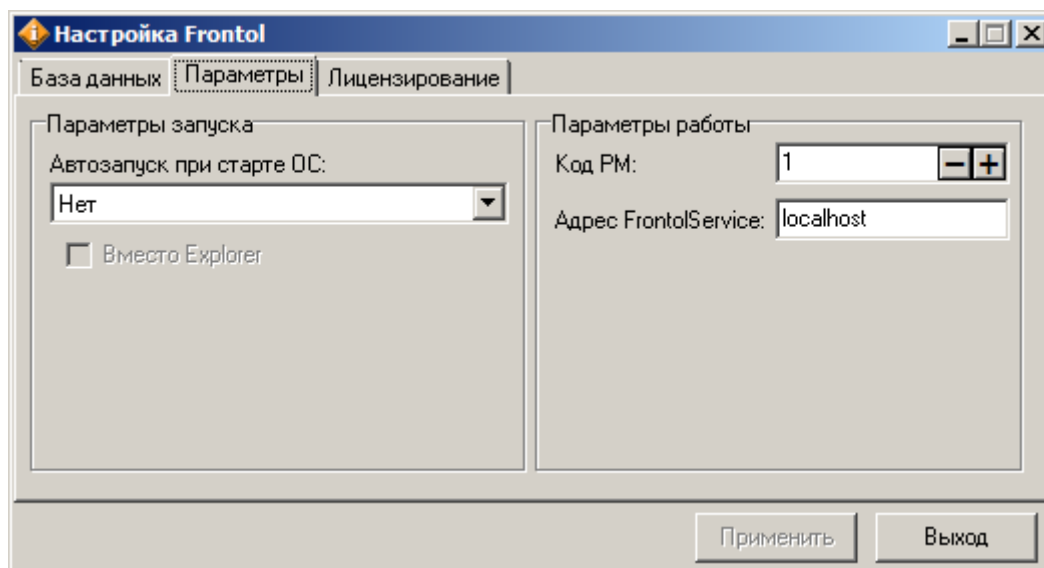 Настройка Frontol
База данных Параметры Лицензирование
Параметры запуска
Автозапуск при старте ОС:
Нет
Вместо Explorer
Параметры работы
Код РМ: 1
Адрес FrontolService: localhost
Применить Выход